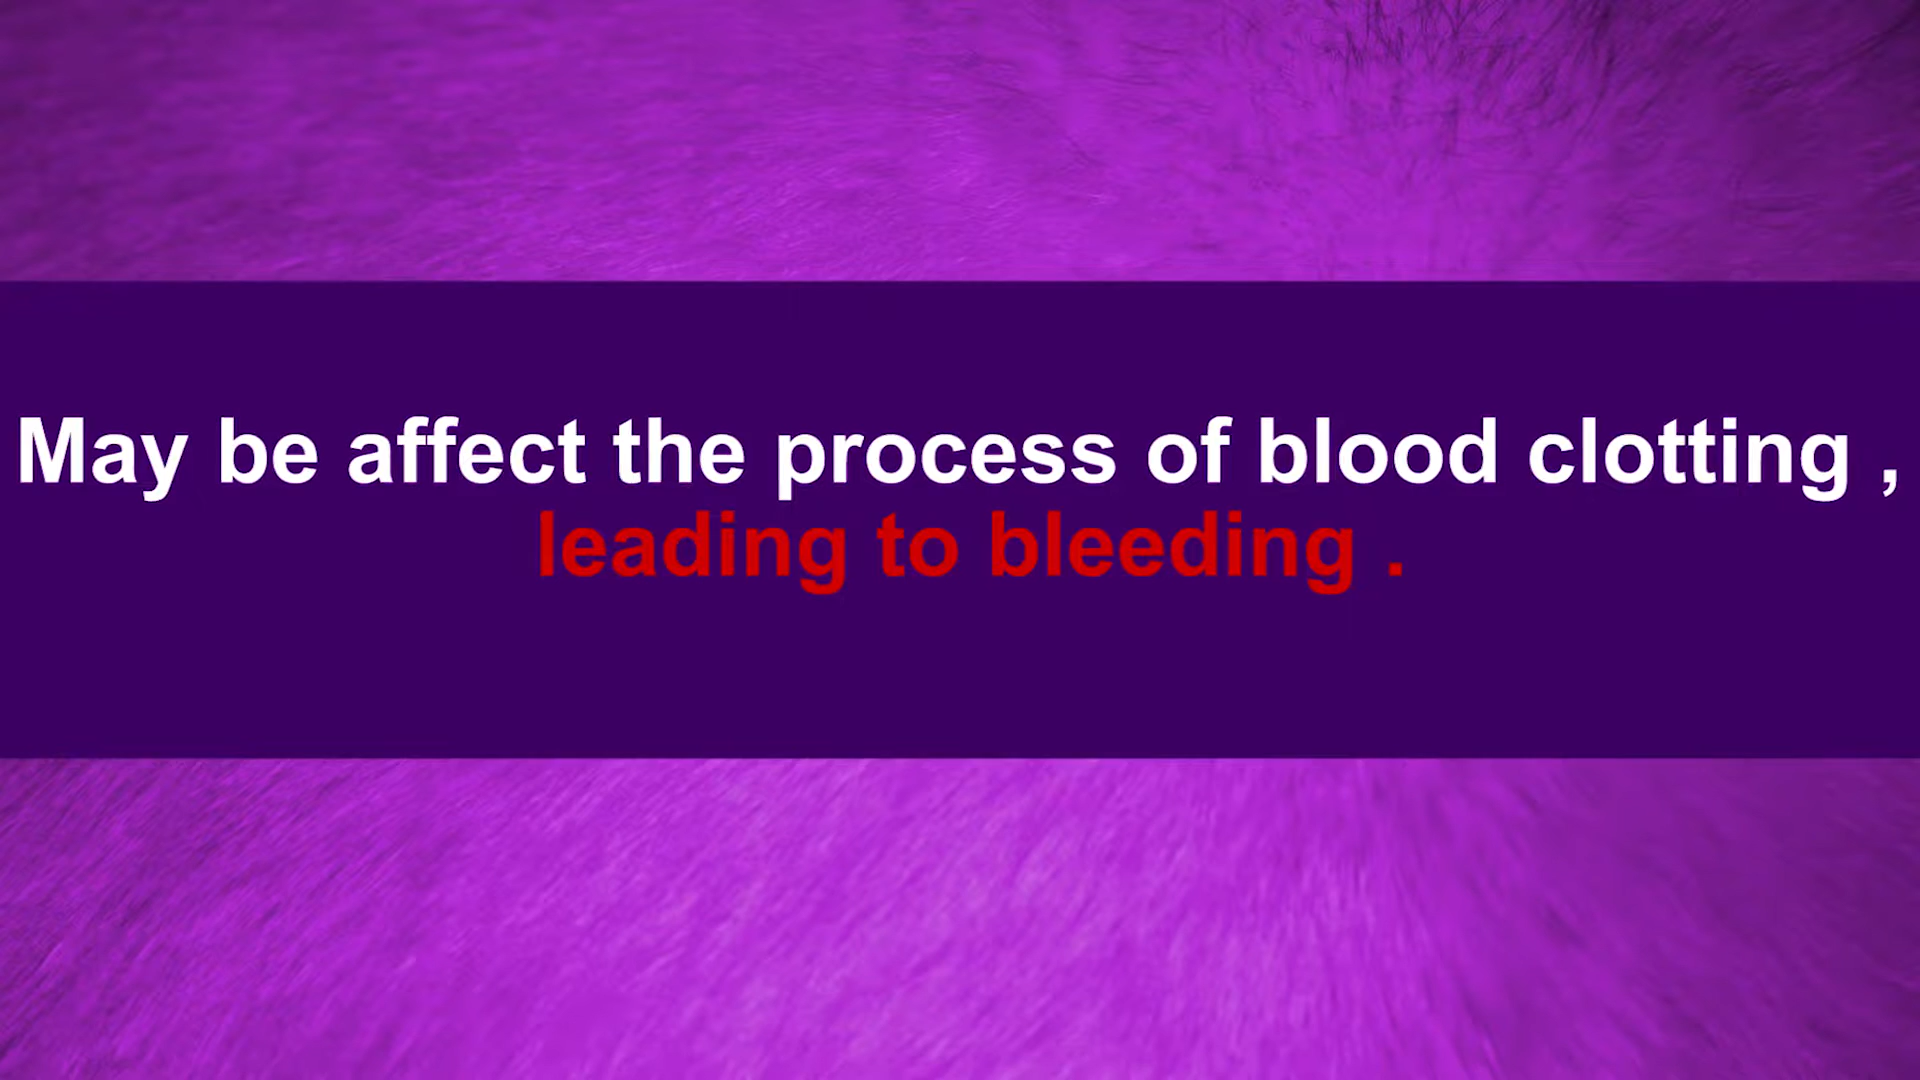 May be affect the process of blood clotting ,
leading to bleeding .